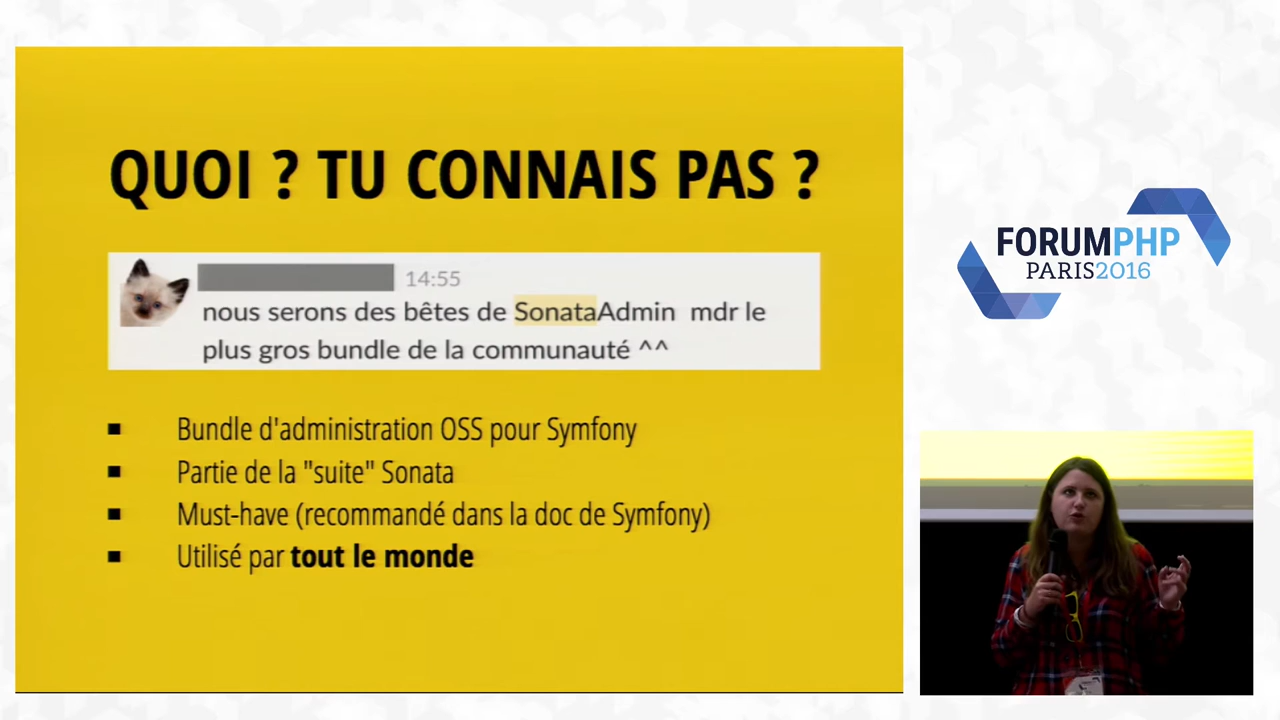 QUOI ? TU CONNAIS PAS ?
14:55
nous serons des bêtes de SonataAdmin mdr le
plus gros bundle de la communauté ^^
Bundle d'administration OSS pour Symfony
Partie de la "suite" Sonata
Must-have (recommandé dans la doc de Symfony)
Utilisé par tout le monde
FORUMPHP
PARIS2016